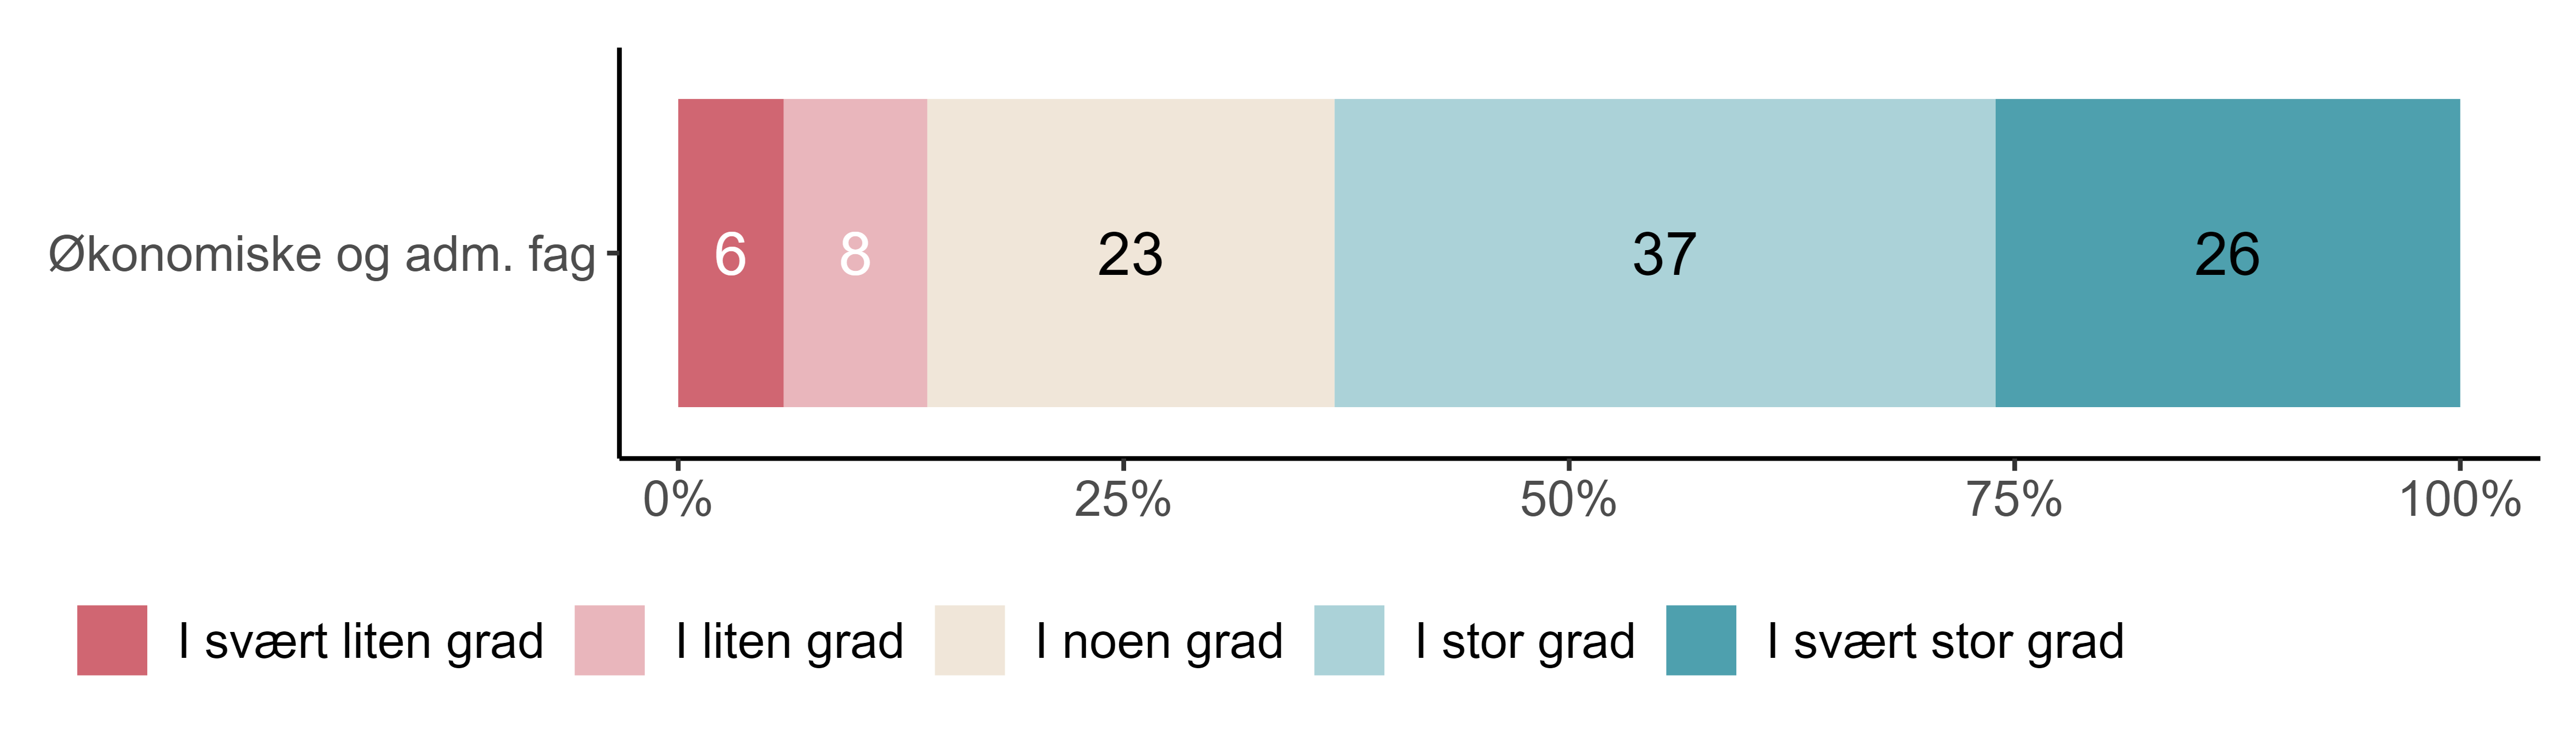 Økonomiske og adm. fag
6 8 23 37 26
0% 25% 50% 75% 100%
I svært liten grad I liten grad I noen grad I stor grad I svært stor grad